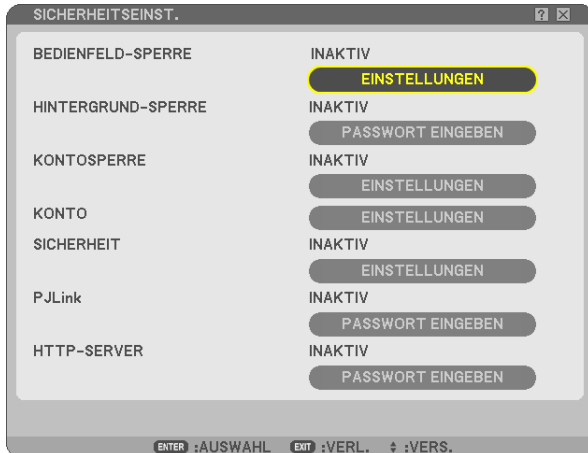 SICHERHEITSEINST.
BEDIENFELD-SPERRE INAKTIV
EINSTELLUNGEN
HINTERGRUND-SPERRE INAKTIV
PASSWORT EINGEBEN
KONTOSPERRE INAKTIV
EINSTELLUNGEN
KONTO EINSTELLUNGEN
SICHERHEIT INAKTIV
EINSTELLUNGEN
PJLink INAKTIV
PASSWORT EINGEBEN
HTTP-SERVER INAKTIV
PASSWORT EINGEBEN
ENTER :AUSWAHL EXIT :VERL. :VERS.